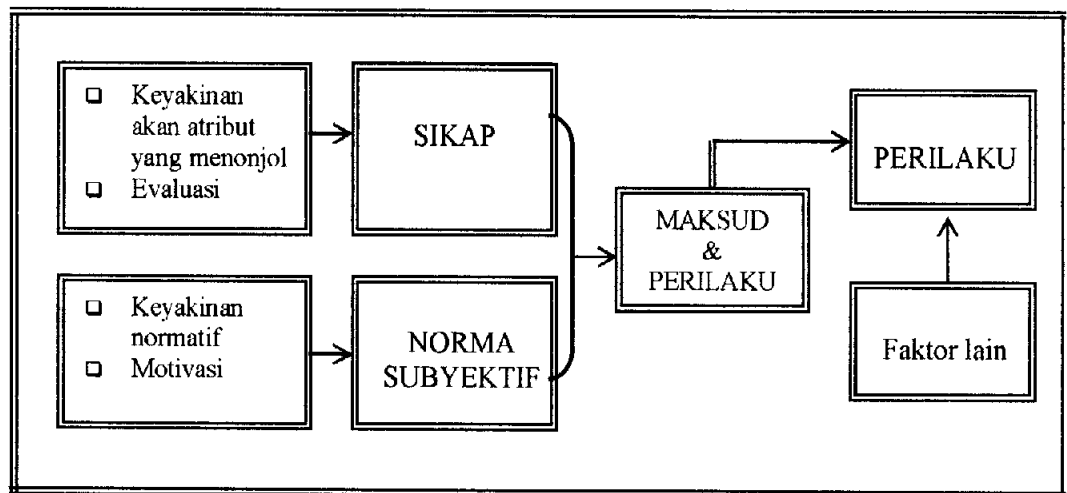 ❑ Keyakinan
akan atribut
yang menonjol
❑ Evaluasi
SIKAP
❑ Keyakinan
normatif
❑ Motivasi
NORMA
SUBYEKTIF
MAKSUD
&
PERILAKU
PERILAKU
Faktor lain